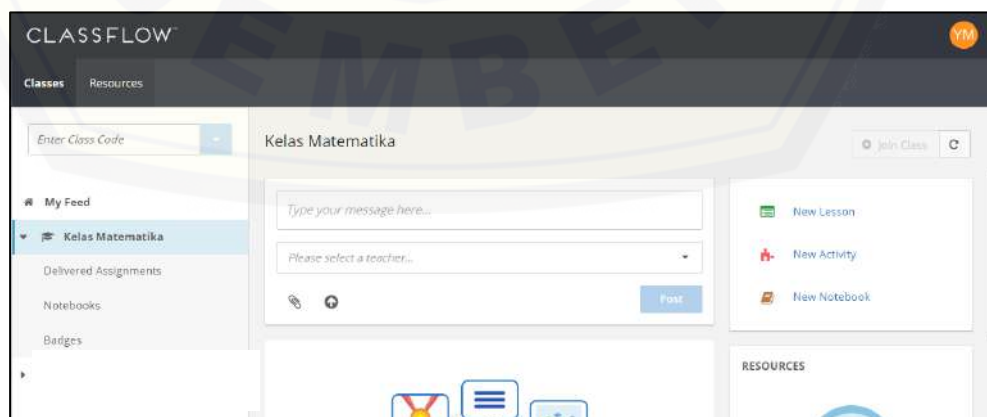 CLASSFLOW
YM
Classes Resources
Enter Class Code
Kelas Matematika
Join Class
My Feed
Kelas Matematika
Delivered Assignments
Notebooks
Badges
Type your message here...
Please select a teacher...
Post
New Lesson
New Activity
New Notebook
RESOURCES